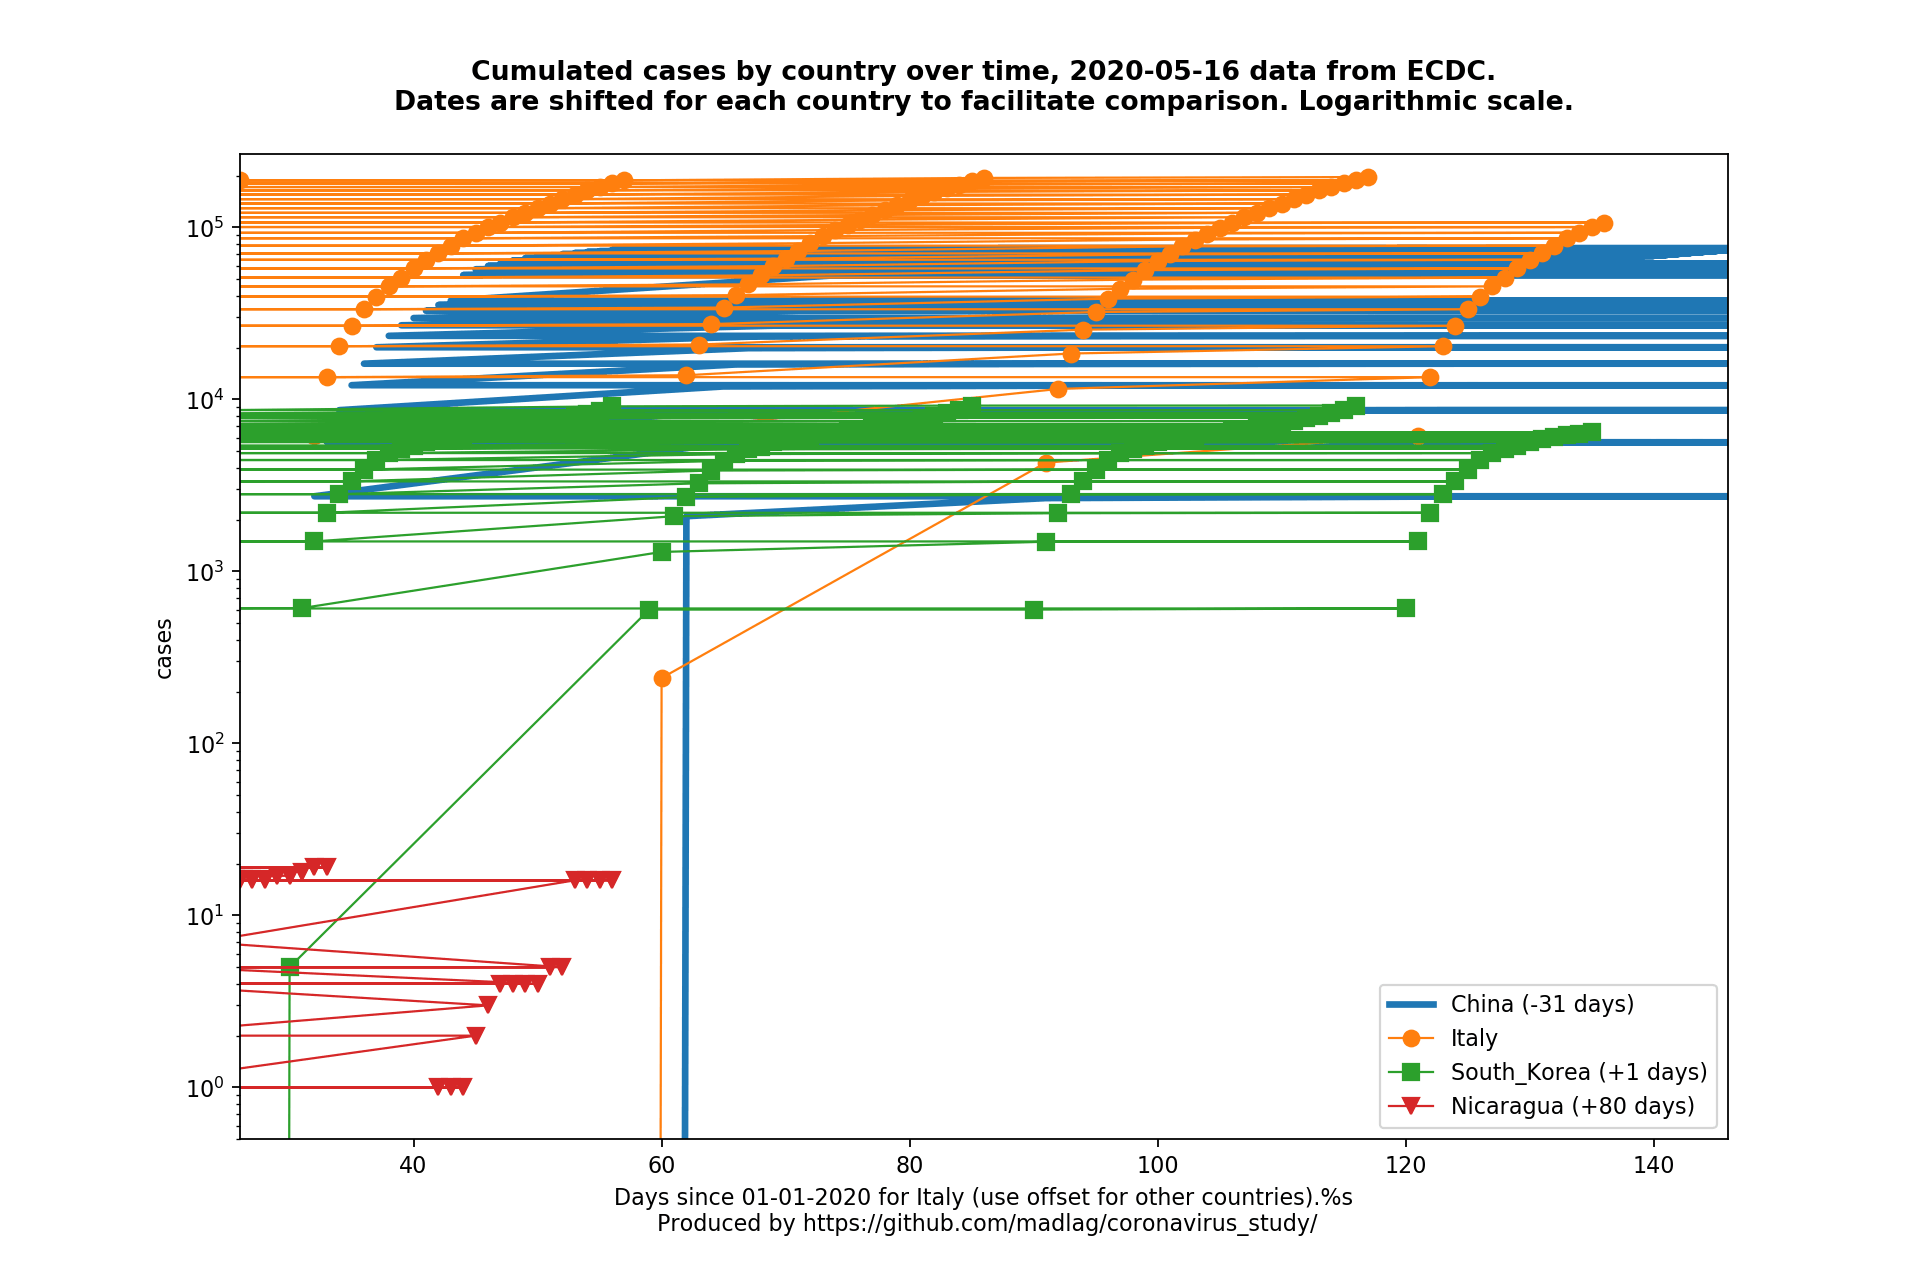 Cumulated cases by country over time, 2020-05-16 data from ECDC.
Dates are shifted for each country to facilitate comparison. Logarithmic scale.
10^5
10^4
10^3
10^2
10^1
10^0
cases
40 60 80 100 120 140
China (-31 days)
Italy
South_Korea (+1 days)
Nicaragua (+80 days)
Days since 01-01-2020 for Italy (use offset for other countries).%s
Produced by https://github.com/madlag/coronavirus_study/